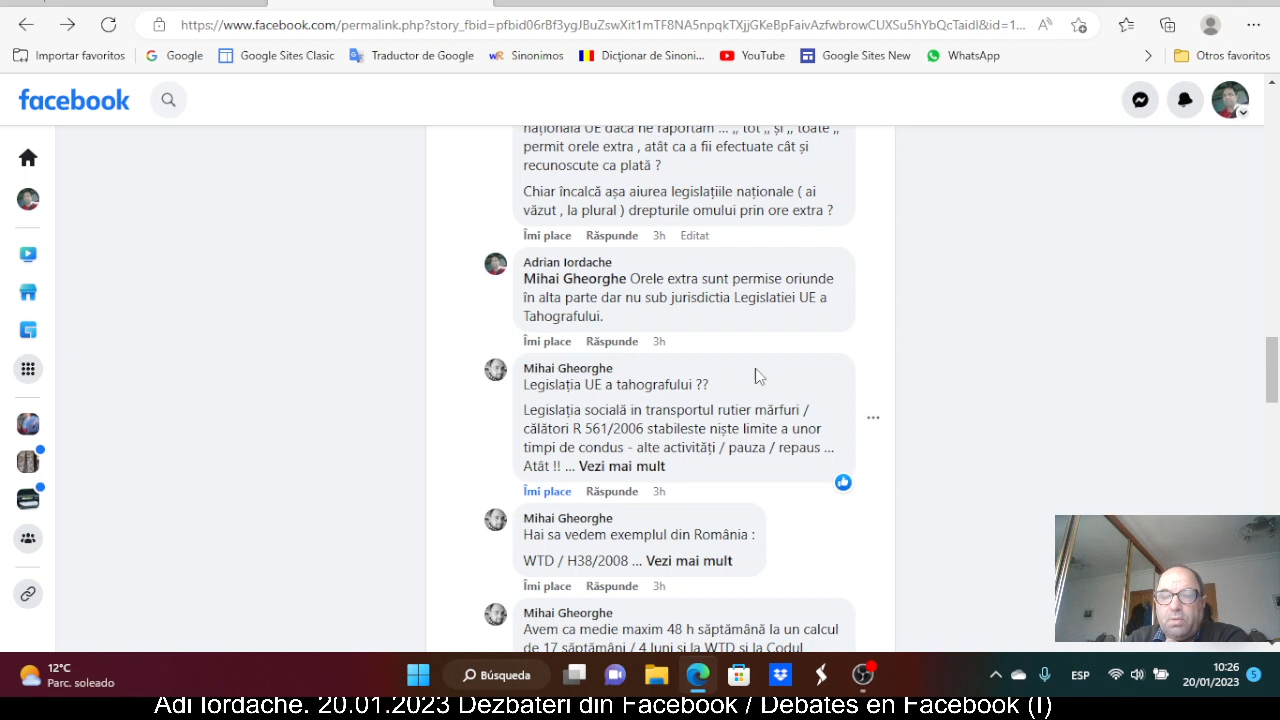 https://www.facebook.com/permalink.php?story_fbid=pfbid06rBf3ygJBuZswXit1mTF8NA5npqkTXjjGKeBpFaivAzfwbrowCUXSu5hYbQcTaidI&id=1...
Importar favoritos
Google
Google Sites Clasic
Traductor de Google
Sinonimos
Dicționar de Sinoni...
YouTube
Google Sites New
WhatsApp
Otros favoritos
facebook
națională UE dacă ne raportăm ... ,, tot ,, și ,, toate ,,
permit orele extra , atât ca a fii efectuate cât și
recunoscute ca plată ?
Chiar încalcă așa aiurea legislațiile naționale ( ai
văzut , la plural ) drepturile omului prin ore extra ?
Îmi place Răspunde 3h Editat
Adrian Iordache
Mihai Gheorghe Orele extra sunt permise oriunde
în alta parte dar nu sub jurisdictia Legislatiei UE a
Tahografului.
Îmi place Răspunde 3h
Mihai Gheorghe
Legislația UE a tahografului ??
Legislația socială in transportul rutier mărfuri /
călători R 561/2006 stabileste niște limite a unor
timpi de condus - alte activități / pauza / repaus ...
Atât !! ... Vezi mai mult
Îmi place Răspunde 3h
Mihai Gheorghe
Hai sa vedem exemplul din România :
WTD / H38/2008 ... Vezi mai mult
Îmi place Răspunde 3h
Mihai Gheorghe
Avem ca medie maxim 48 h săptămână la un calcul
de 17 săptămâni / 4 luni si la WTD si la Codul
12°C
Parc. soleado
Búsqueda
ESP
10:26
20/01/2023
5
Adi Iordache. 20.01.2023 Dezbateri din Facebook / Debates en Facebook (I)